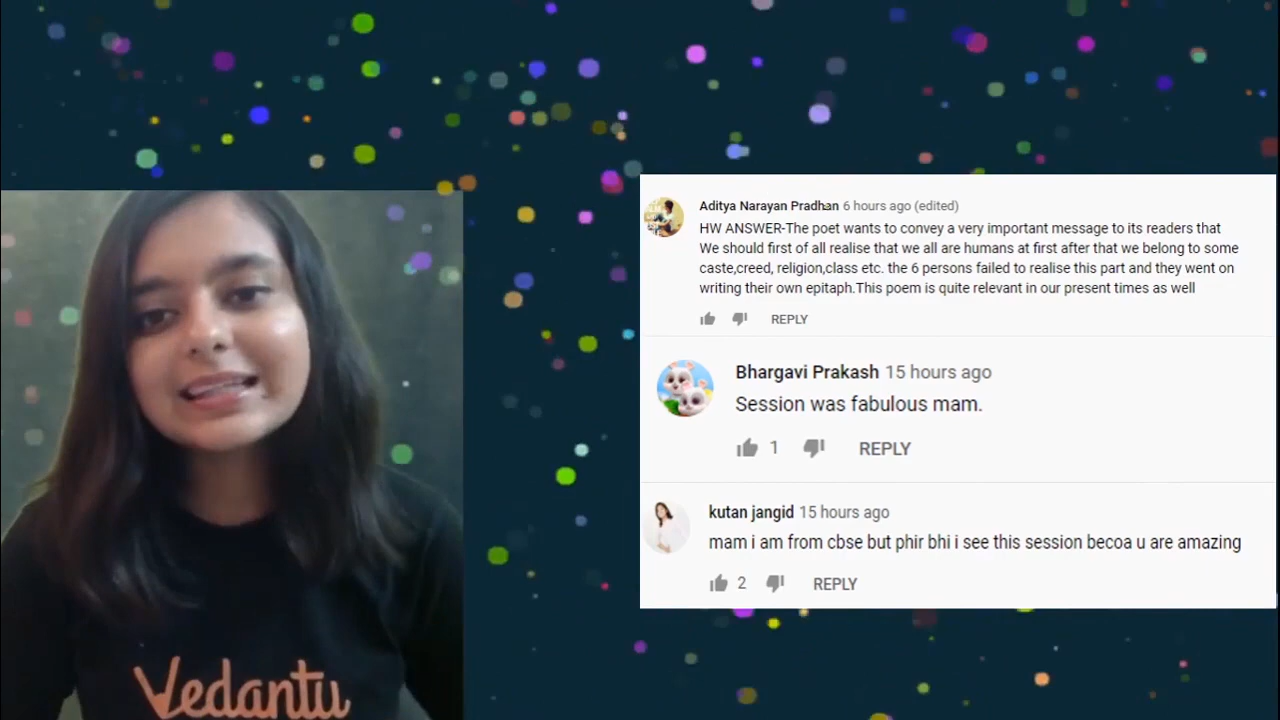 Aditya Narayan Pradhan 6 hours ago (edited)
HW ANSWER-The poet wants to convey a very important message to its readers that
We should first of all realise that we all are humans at first after that we belong to some
caste,creed, religion,class etc. the 6 persons failed to realise this part and they went on
writing their own epitaph.This poem is quite relevant in our present times as well
REPLY
Bhargavi Prakash 15 hours ago
Session was fabulous mam.
1 REPLY
kutan jangid 15 hours ago
mam i am from cbse but phir bhi i see this session becoa u are amazing
2 REPLY
Vedantu